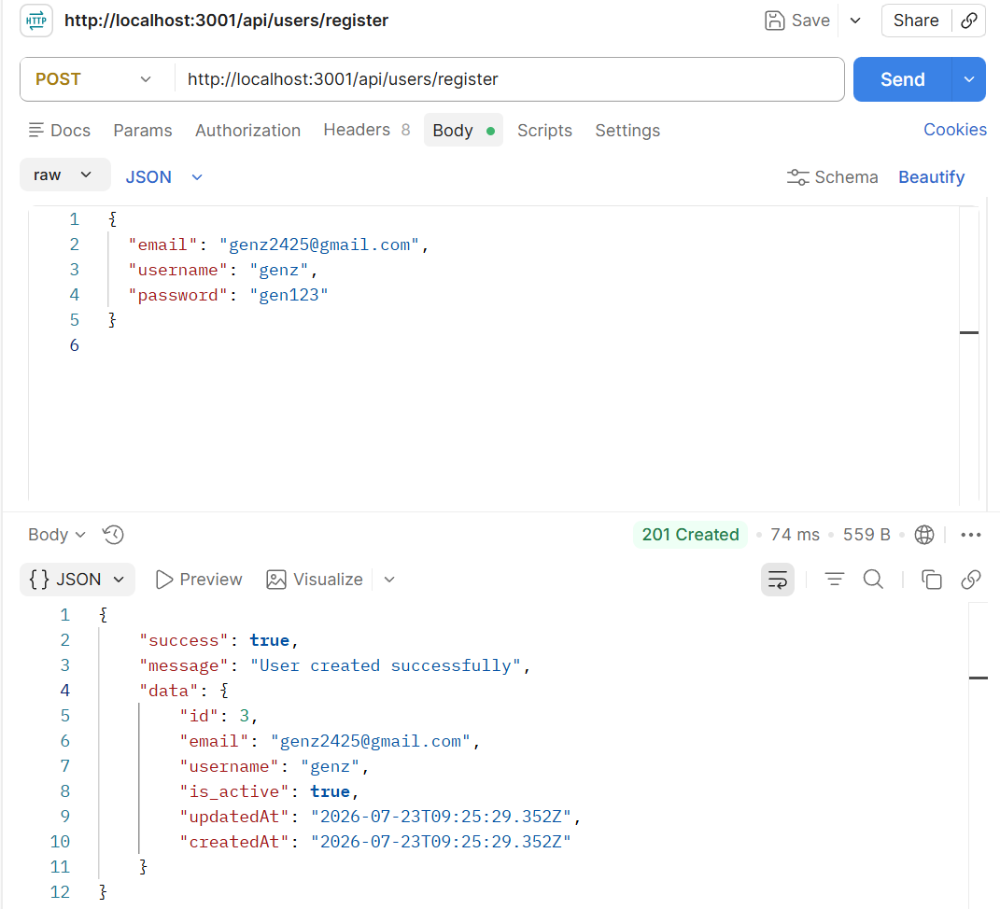 HTTP http://localhost:3001/api/users/register Save Share
POST http://localhost:3001/api/users/register Send
Docs Params Authorization Headers 8 Body Scripts Settings Cookies
raw JSON Schema Beautify
1 {
2 "email": "genz2425@gmail.com",
3 "username": "genz",
4 "password": "gen123"
5 }
6
Body 201 Created • 74 ms • 559 B •
{} JSON Preview Visualize
1 {
2 "success": true,
3 "message": "User created successfully",
4 "data": {
5 "id": 3,
6 "email": "genz2425@gmail.com",
7 "username": "genz",
8 "is_active": true,
9 "updatedAt": "2026-07-23T09:25:29.352Z",
10 "createdAt": "2026-07-23T09:25:29.352Z"
11 }
12 }